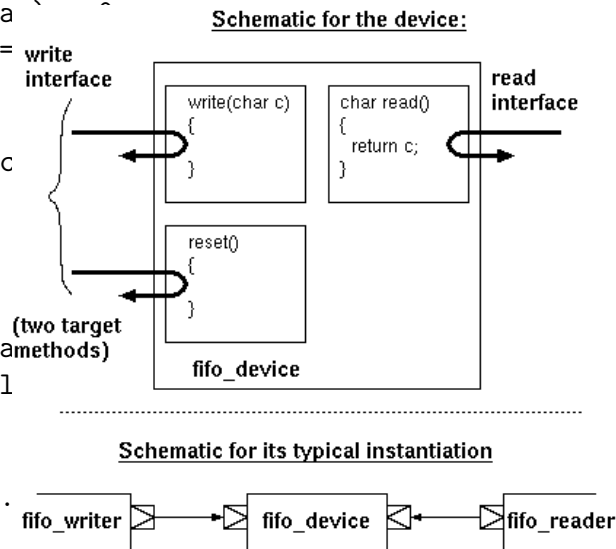 Schematic for the device:
write
interface
read
interface
write(char c)
{
}
char read()
{
return c;
}
reset()
{
}
(two target
methods)
fifo_device
Schematic for its typical instantiation
fifo_writer
fifo_device
fifo_reader